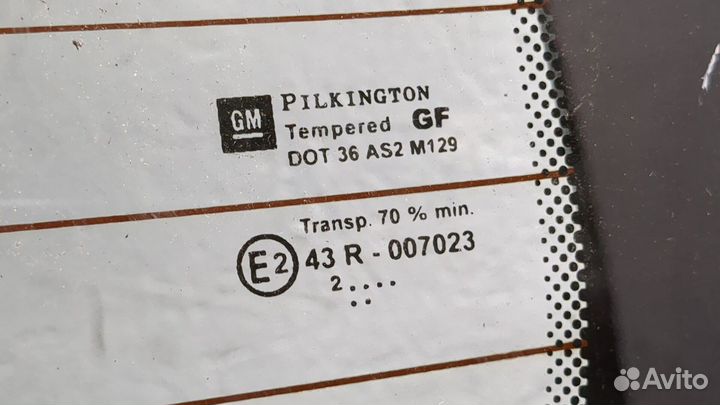 GM PILKINGTON
Tempered GF
DOT 36 AS2 M129
Transp. 70 % min.
E2 43 R - 007023
2....
..
Avito